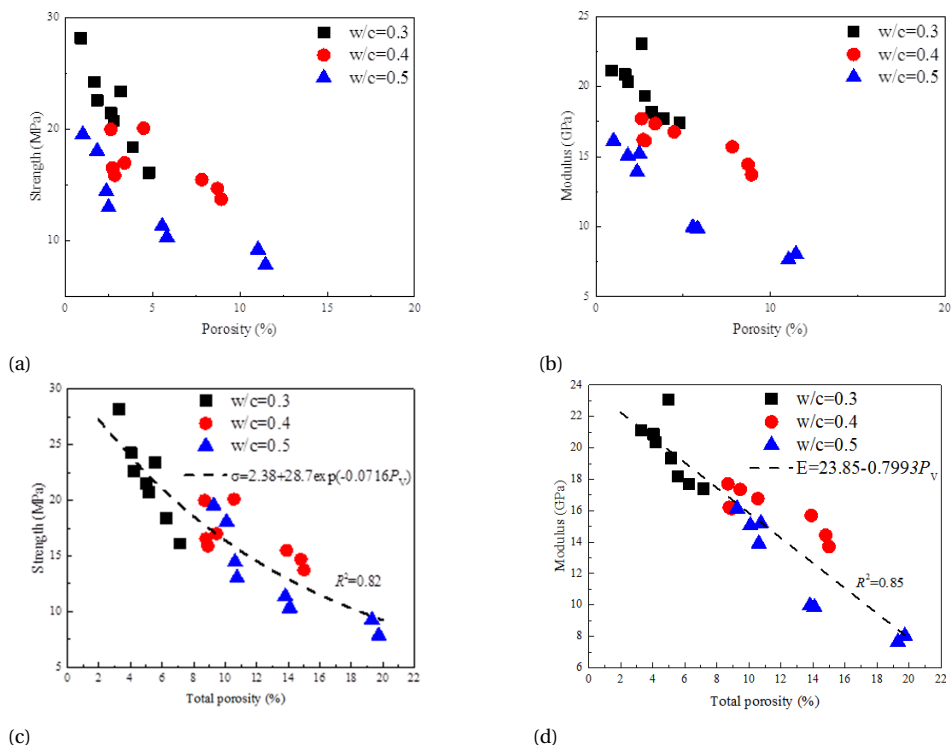 30
20
10
Strength (MPa)
w/c=0.3
w/c=0.4
w/c=0.5
0 5 10 15 20
Porosity (%)
(a)
25
20
15
10
5
Modulus (GPa)
w/c=0.3
w/c=0.4
w/c=0.5
0 10 20
Porosity (%)
(b)
30
25
20
15
10
5
Strength (MPa)
w/c=0.3
w/c=0.4
w/c=0.5
σ=2.38+28.7exp(-0.0716Pᵥ)
R²=0.82
0 2 4 6 8 10 12 14 16 18 20 22
Total porosity (%)
(c)
24
22
20
18
16
14
12
10
8
6
Modulus (GPa)
w/c=0.3
w/c=0.4
w/c=0.5
E=23.85-0.7993Pᵥ
R²=0.85
0 2 4 6 8 10 12 14 16 18 20 22
Total porosity (%)
(d)